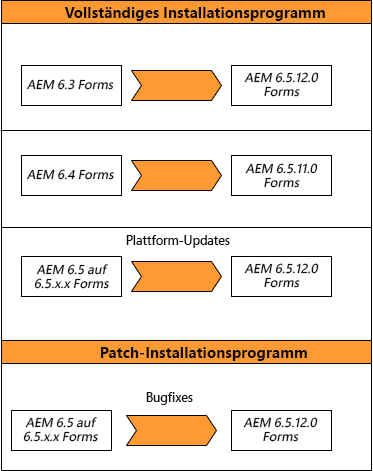 Vollständiges Installationsprogramm
AEM 6.3 Forms
AEM 6.5.12.0
Forms
AEM 6.4 Forms
AEM 6.5.11.0
Forms
Plattform-Updates
AEM 6.5 auf
6.5.x.x Forms
AEM 6.5.12.0
Forms
Patch-Installationsprogramm
Bugfixes
AEM 6.5 auf
6.5.x.x Forms
AEM 6.5.12.0
Forms